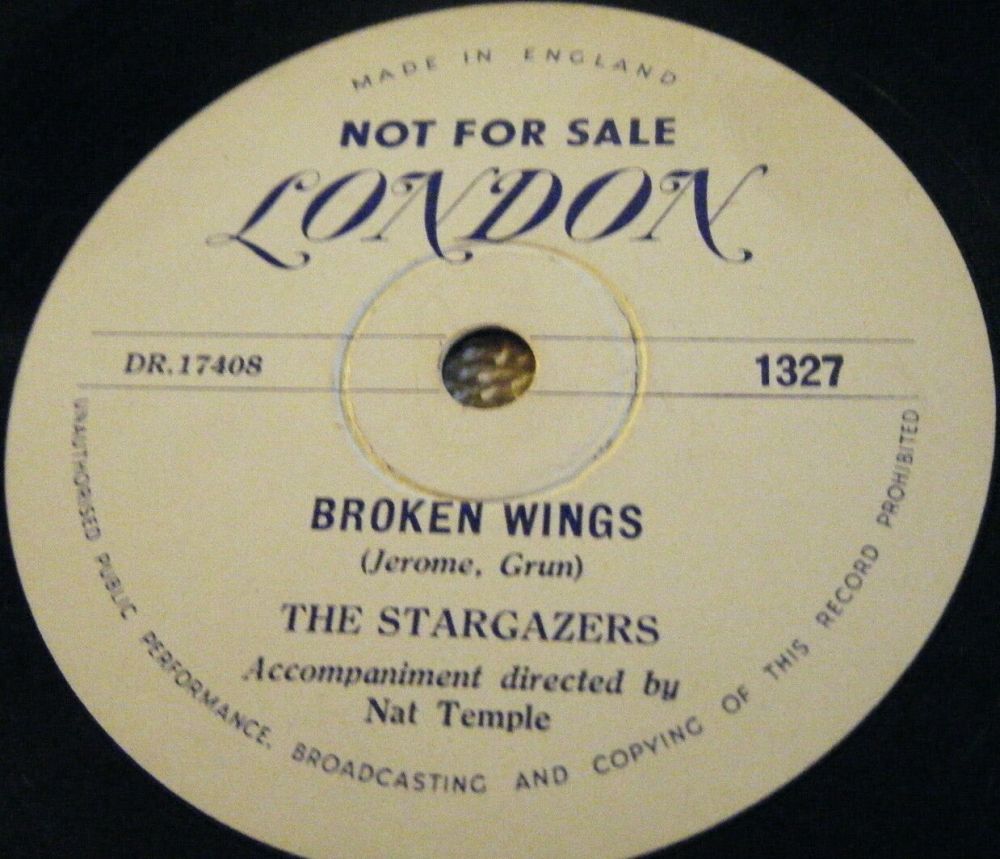 MADE IN ENGLAND
NOT FOR SALE
LONDON
DR.17408
1327
BROKEN WINGS
(Jerome, Grun)
THE STARGAZERS
Accompaniment directed by
Nat Temple
UNAUTHORISED PUBLIC PERFORMANCE, BROADCASTING AND COPYING OF THIS RECORD PROHIBITED